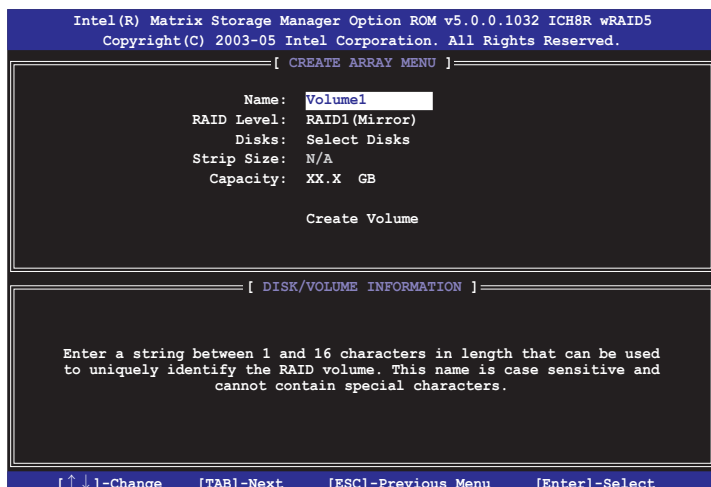 Intel(R) Matrix Storage Manager Option ROM v5.0.0.1032 ICH8R wRAID5
Copyright(C) 2003-05 Intel Corporation. All Rights Reserved.
[ CREATE ARRAY MENU ]
Name: Volume1
RAID Level: RAID1(Mirror)
Disks: Select Disks
Strip Size: N/A
Capacity: XX.X GB
Create Volume
[ DISK/VOLUME INFORMATION ]
Enter a string between 1 and 16 characters in length that can be used
to uniquely identify the RAID volume. This name is case sensitive and
cannot contain special characters.
[↑↓]-Change [TAB]-Next [ESC]-Previous Menu [Enter]-Select